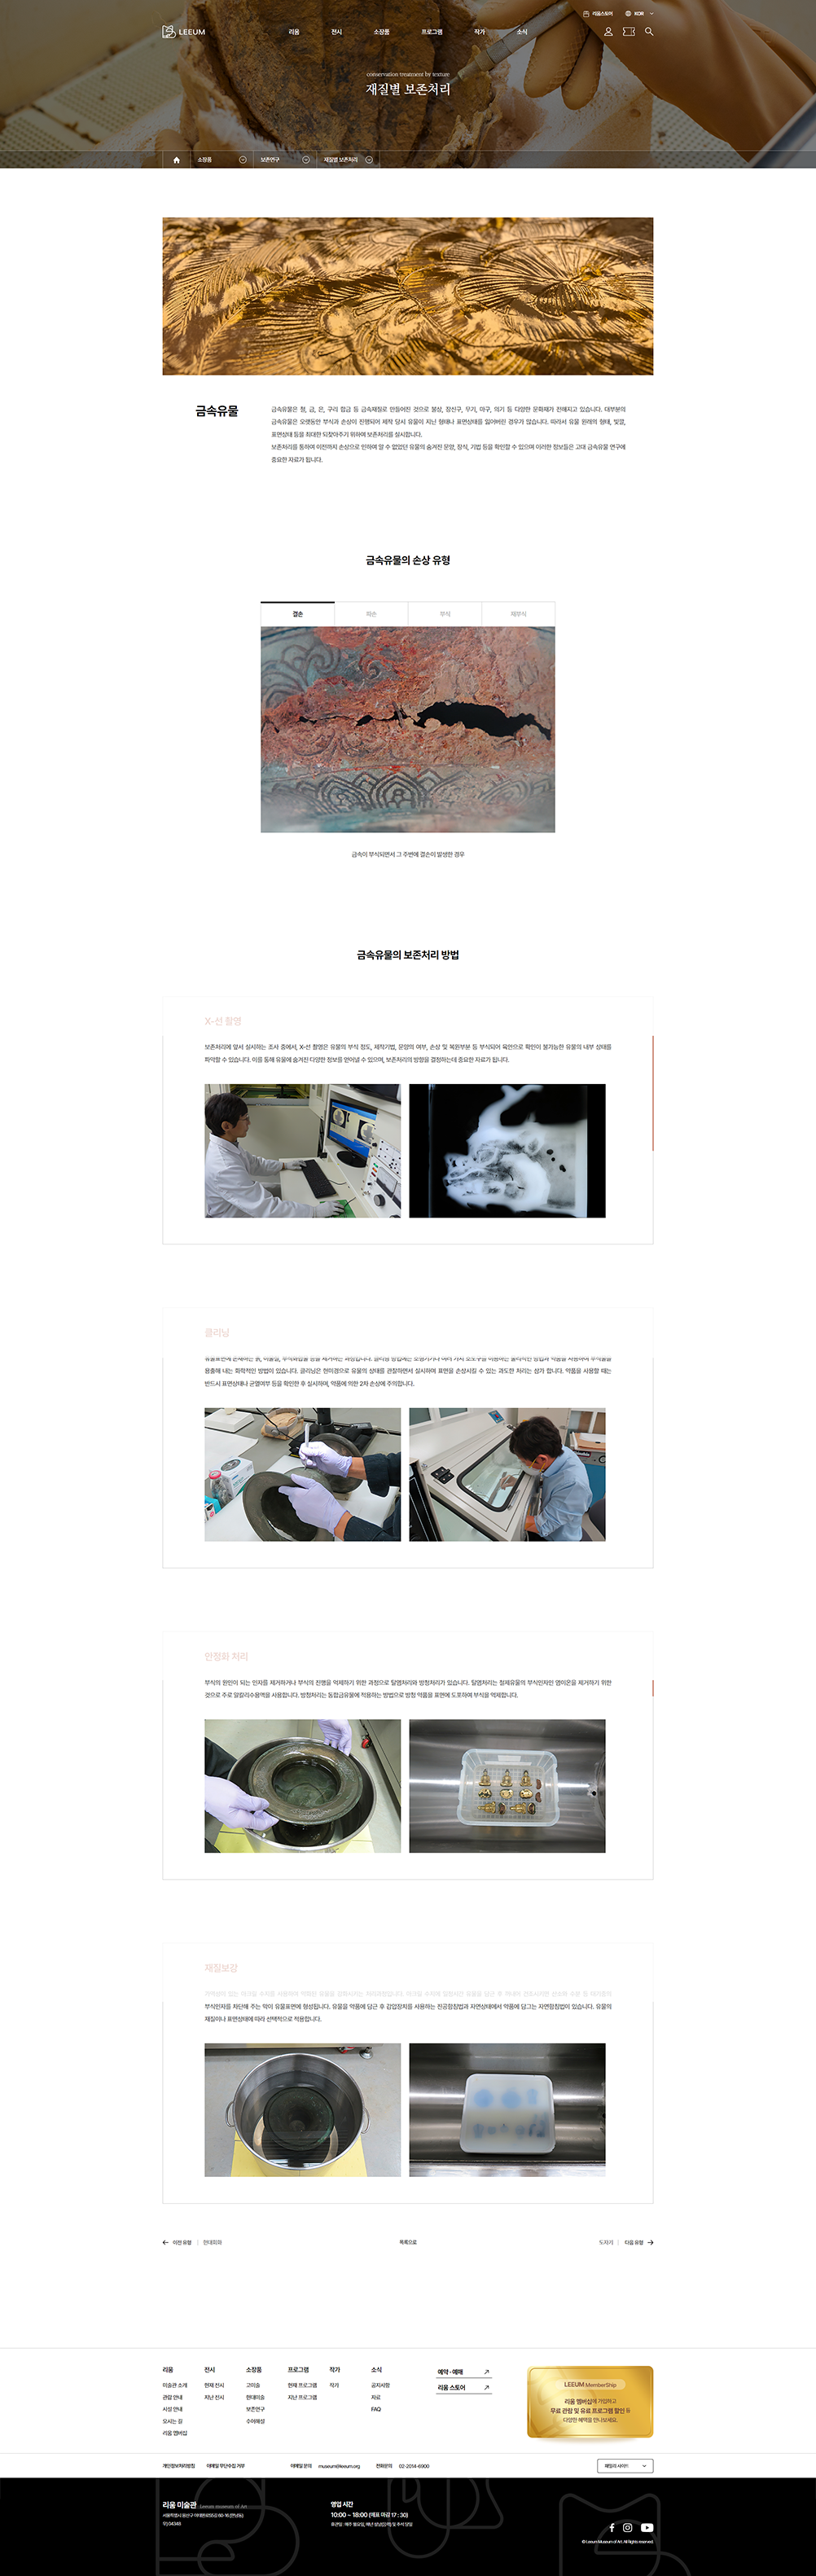 리움스토어
KOR
LEEUM
리움
전시
소장품
프로그램
작가
소식
conservation treatment by texture
재질별 보존처리
소장품
보존연구
재질별 보존처리
금속유물
금속유물은 철, 금, 은, 구리 합금 등 금속재질로 만들어진 것으로 불상, 장신구, 무기, 마구, 의기 등 다양한 문화재가 전해지고 있습니다. 대부분의
금속유물은 오랫동안 부식과 손상이 진행되어 제작 당시 유물이 지닌 형태나 표면상태를 잃어버린 경우가 많습니다. 따라서 유물 원래의 형태, 빛깔,
표면상태 등을 최대한 되찾아주기 위하여 보존처리를 실시합니다.
보존처리를 통하여 이전까지 손상으로 인하여 알 수 없었던 유물의 숨겨진 문양, 장식, 기법 등을 확인할 수 있으며 이러한 정보들은 고대 금속유물 연구에
중요한 자료가 됩니다.
금속유물의 손상 유형
결손
파손
부식
재부식
금속이 부식되면서 그 주변에 결손이 발생한 경우
금속유물의 보존처리 방법
X-선 촬영
보존처리에 앞서 실시하는 조사 중에서, X-선 촬영은 유물의 부식 정도, 제작기법, 문양의 여부, 손상 및 복원부분 등 부식되어 육안으로 확인이 불가능한 유물의 내부 상태를
파악할 수 있습니다. 이를 통해 유물에 숨겨진 다양한 정보를 얻어낼 수 있으며, 보존처리의 방향을 결정하는데 중요한 자료가 됩니다.
클리닝
용출해 내는 화학적인 방법이 있습니다. 클리닝은 현미경으로 유물의 상태를 관찰하면서 실시하며 표면을 손상시킬 수 있는 과도한 처리는 삼가 합니다. 약품을 사용할 때는
반드시 표면상태나 균열여부 등을 확인한 후 실시하며, 약품에 의한 2차 손상에 주의합니다.
안정화 처리
부식의 원인이 되는 인자를 제거하거나 부식의 진행을 억제하기 위한 과정으로 탈염처리와 방청처리가 있습니다. 탈염처리는 철제유물의 부식인자인 염이온을 제거하기 위한
것으로 주로 알칼리수용액을 사용합니다. 방청처리는 동합금유물에 적용하는 방법으로 방청 약품을 표면에 도포하여 부식을 억제합니다.
재질보강
부식인자를 차단해 주는 막이 유물표면에 형성됩니다. 유물을 약품에 담근 후 감압장치를 사용하는 진공함침법과 자연상태에서 약품에 담그는 자연함침법이 있습니다. 유물의
재질이나 표면상태에 따라 선택적으로 적용합니다.
이전 유형 | 현대회화
목록으로
도자기 | 다음 유형
리움
전시
소장품
프로그램
작가
소식
미술관 소개
현재 전시
고미술
현재 프로그램
작가
공지사항
관람 안내
지난 전시
현대미술
지난 프로그램
자료
시설 안내
보존연구
FAQ
오시는 길
수어해설
리움 멤버십
예약 · 예매
리움 스토어
LEEUM MemberShip
리움 멤버십에 가입하고
무료 관람 및 유료 프로그램 할인 등
다양한 혜택을 만나보세요.
개인정보처리방침
이메일 무단수집 거부
이메일 문의 museum@leeum.org
전화문의 02-2014-6900
패밀리 사이트
리움 미술관 Leeum museum of Art
서울특별시 용산구 이태원로55길 60-16 (한남동)
우) 04348
영업 시간
10:00 ~ 18:00 (매표 마감 17 : 30)
휴관일 : 매주 월요일, 매년 설날(음력) 및 추석 당일
© Leeum Museum of Art. All Rights reserved.